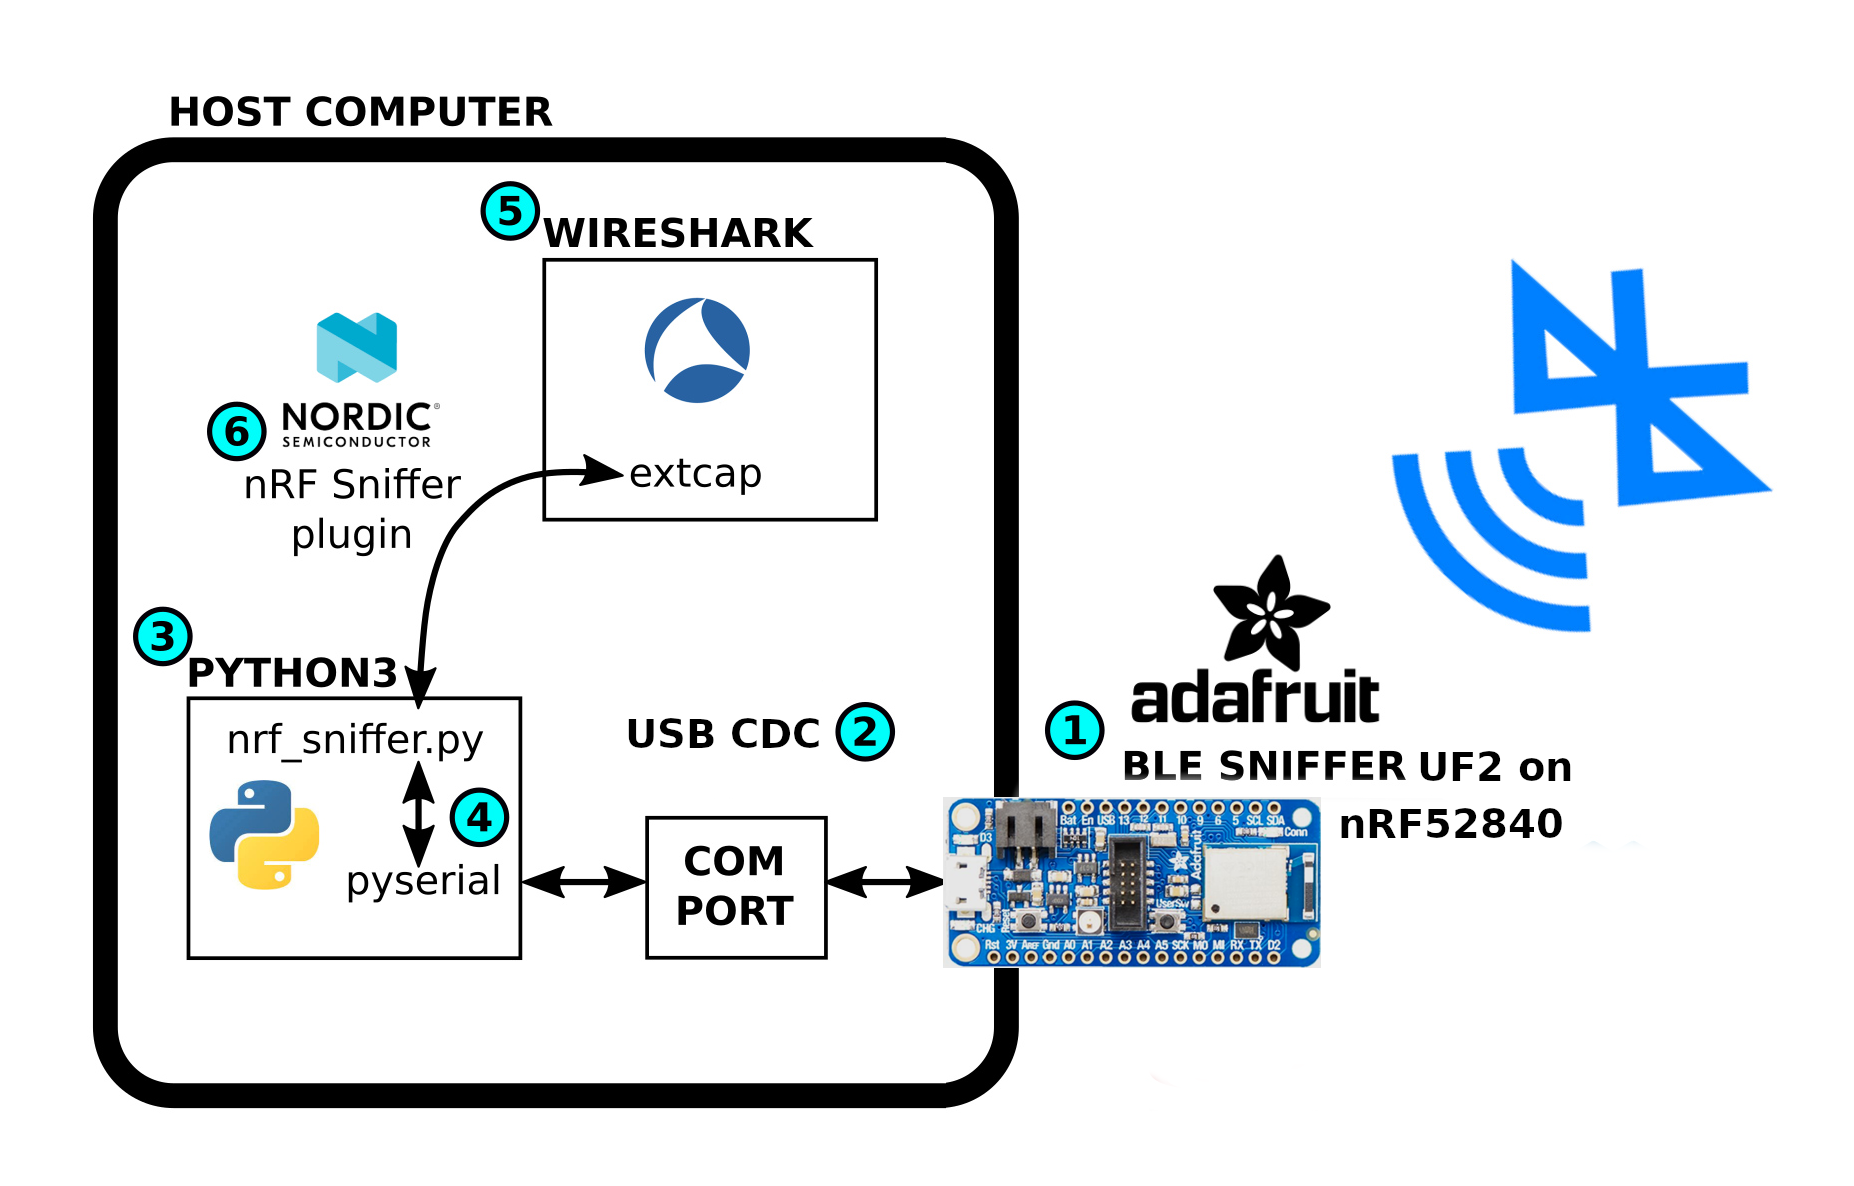 HOST COMPUTER
5
WIRESHARK
NORDIC®
SEMICONDUCTOR
6
nRF Sniffer
plugin
extcap
3
PYTHON3
nrf_sniffer.py
4
pyserial
USB CDC 2
COM
PORT
1
adafruit
BLE SNIFFER UF2 on
nRF52840
Bat En USB 13 12 11 10 9 6 5 SCL SDA
D3
Conn
Adafruit
UserSw
Reset
CHG
Rst 3V AREF Gnd A0 A1 A2 A3 A4 A5 SCK MO MI RX TX D2